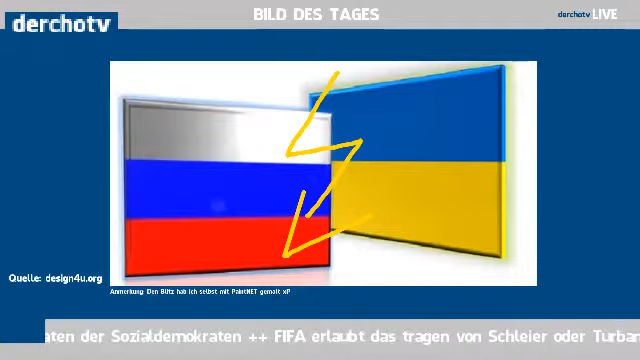 BILD DES TAGES
derchotv LIVE
derchotv
Quelle: design4u.org
Anmerkung: Den Blitz hab ich selbst mit PaintNET gemalt xP
aten der Sozialdemokraten ++ FIFA erlaubt das tragen von Schleier oder Turban